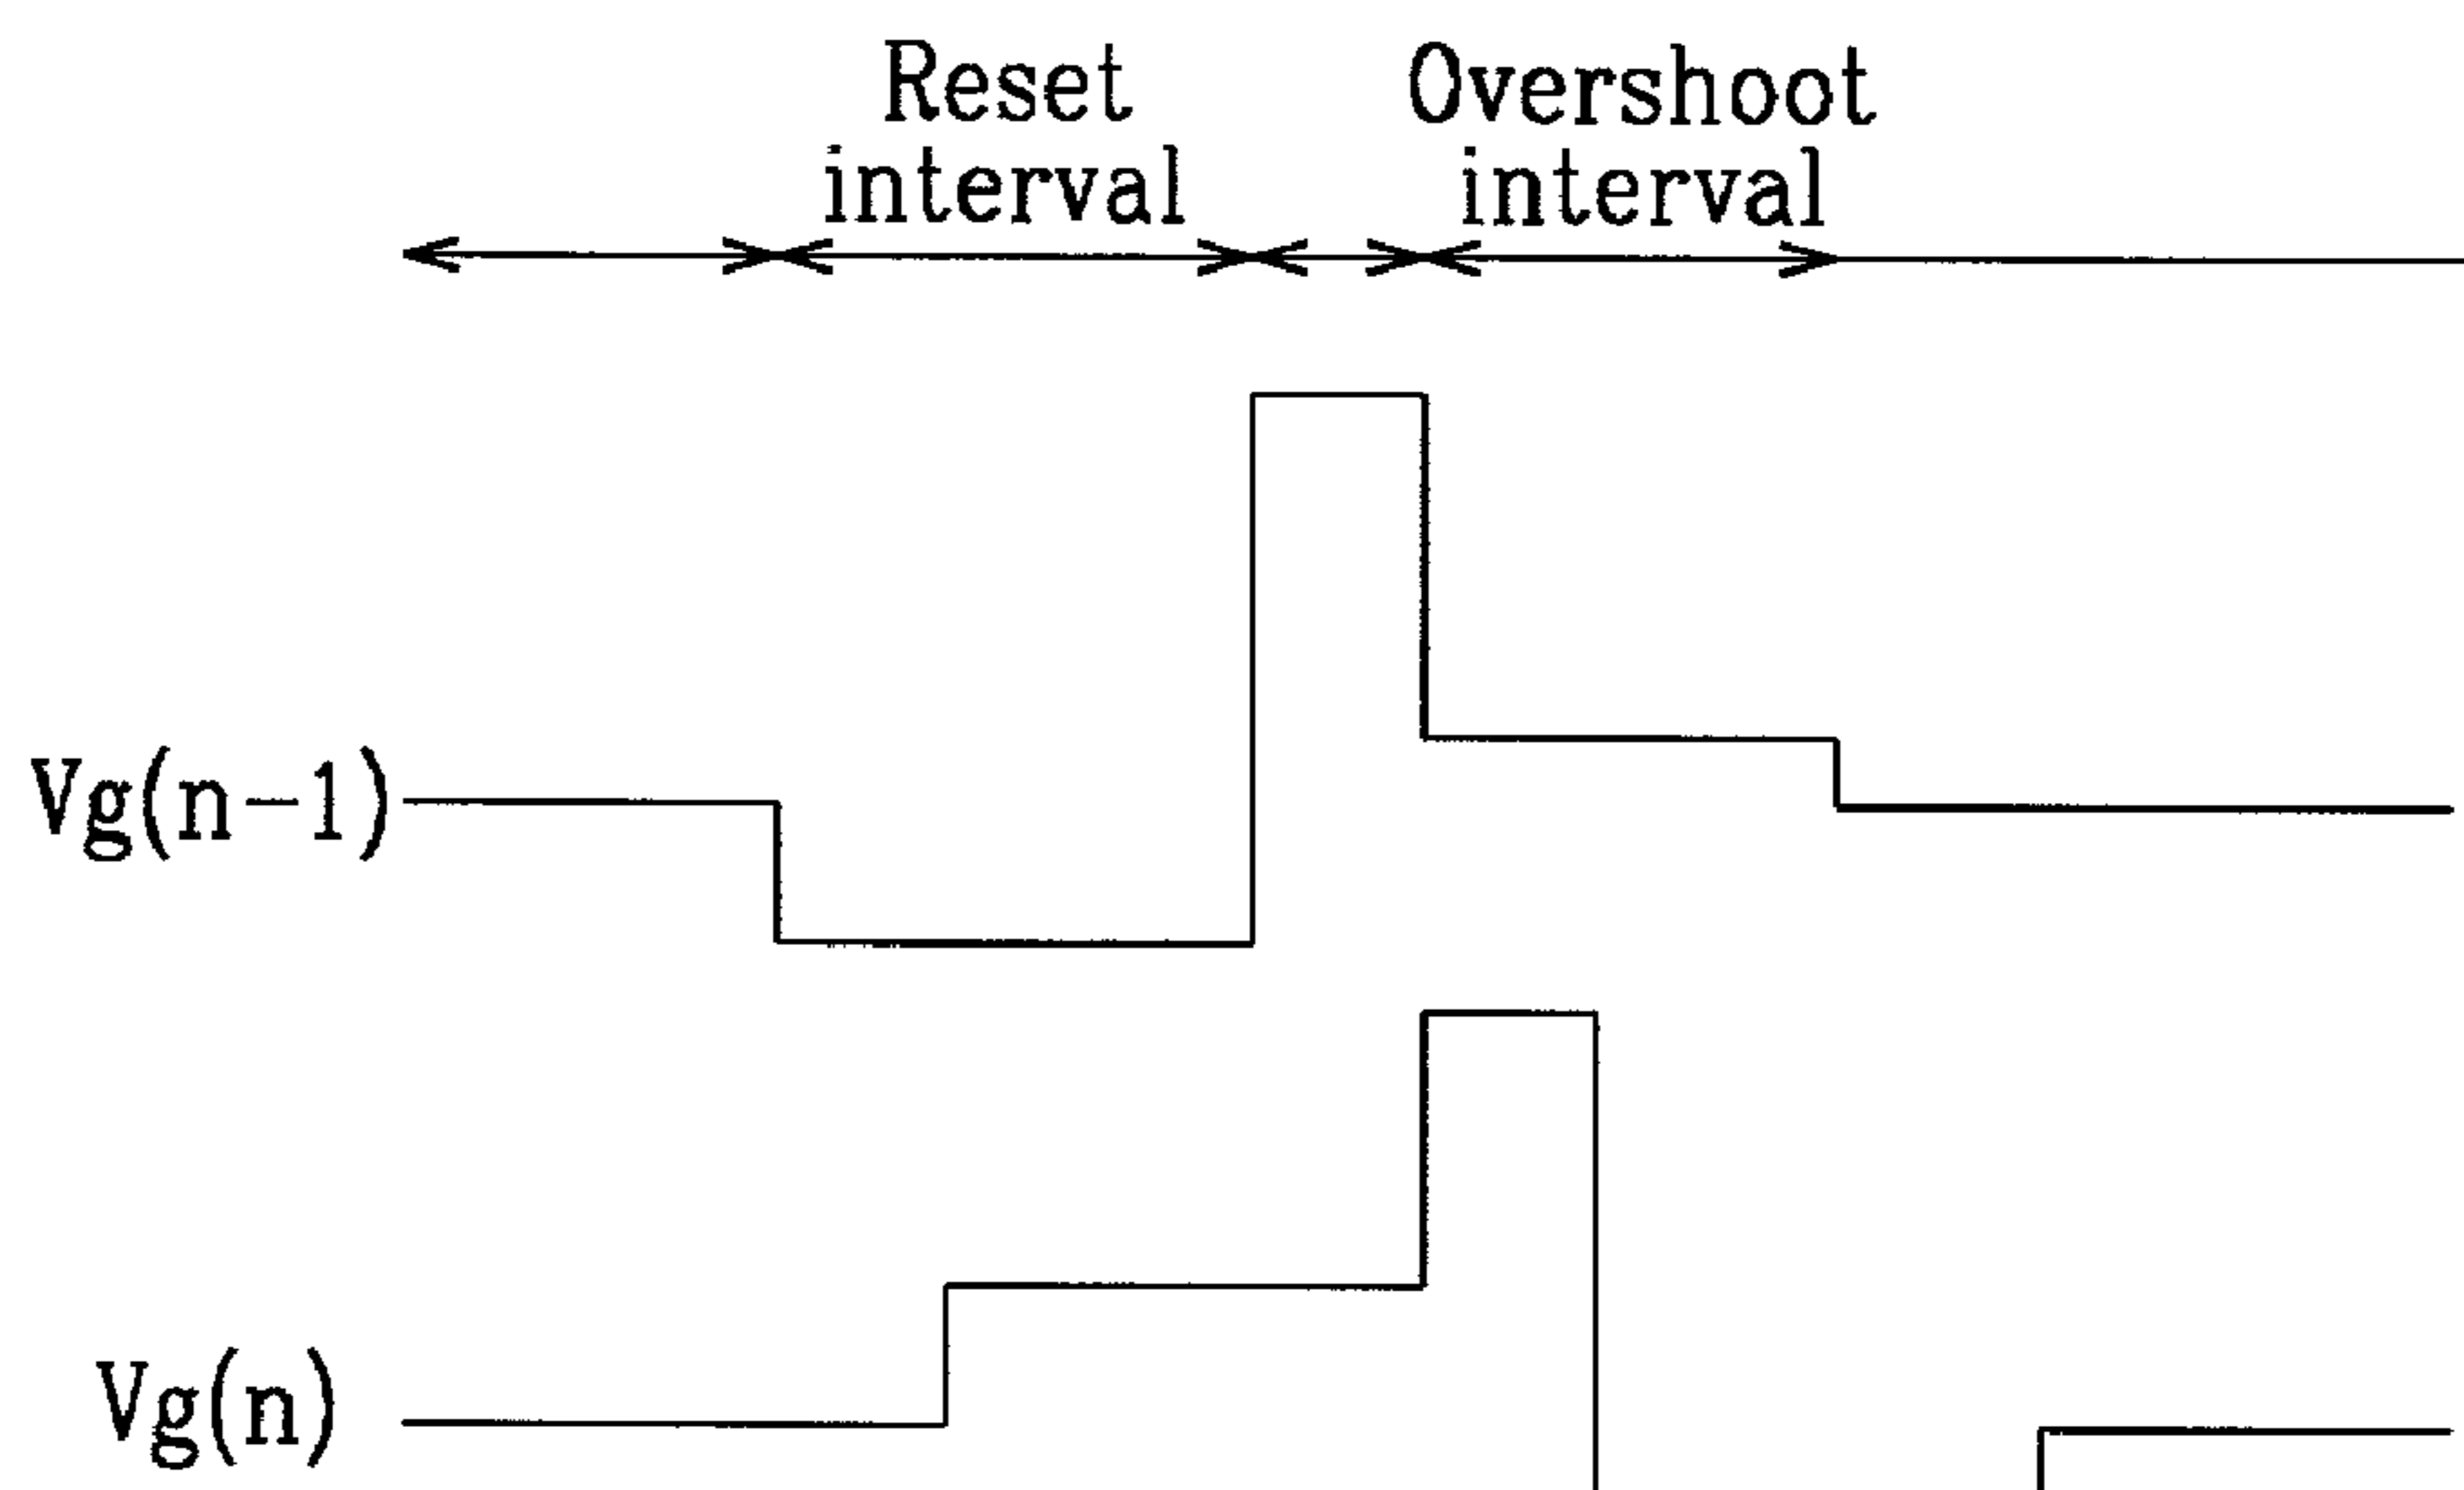 Reset
interval
Overshoot
interval
Vg(n-1)
Vg(n)